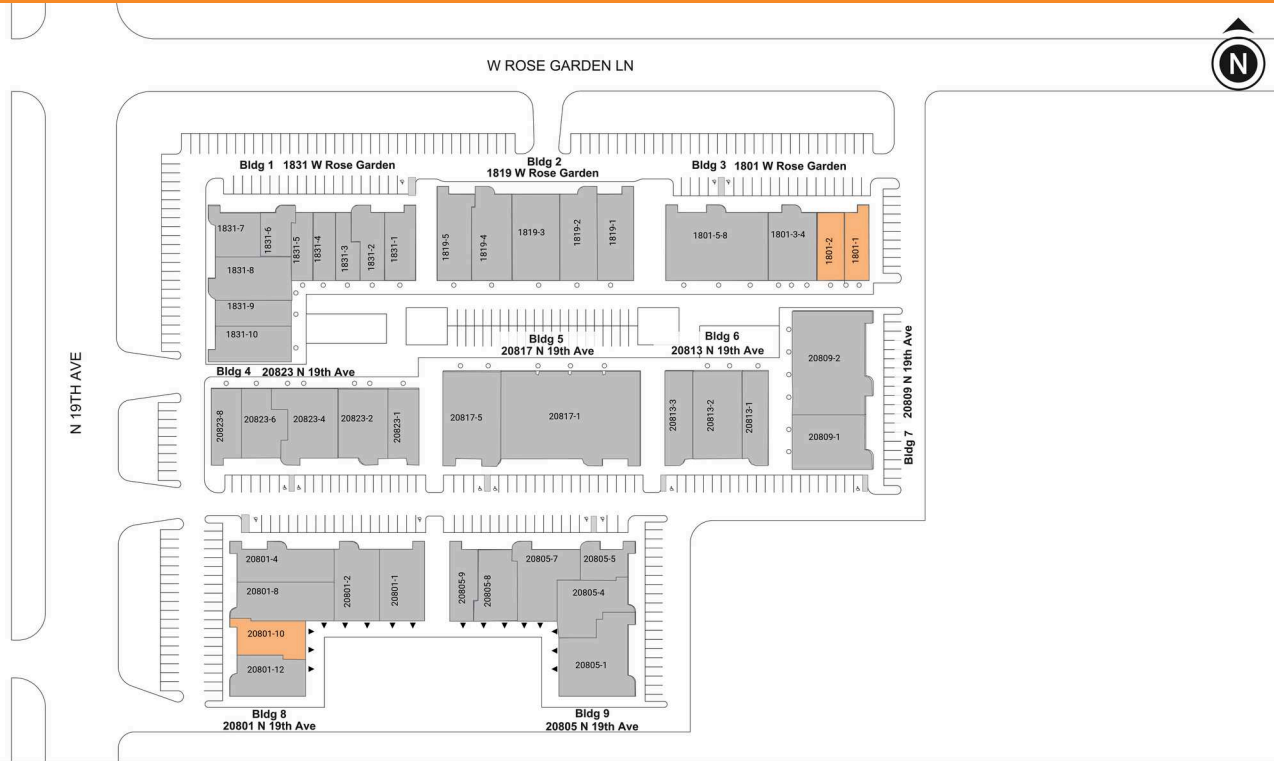 N
W ROSE GARDEN LN
N 19TH AVE
Bldg 1 1831 W Rose Garden
Bldg 2
1819 W Rose Garden
Bldg 3 1801 W Rose Garden
1831-7
1831-6
1831-5
1831-4
1831-3
1831-2
1831-1
1831-8
1831-9
1831-10
1819-5
1819-4
1819-3
1819-2
1819-1
1801-5-8
1801-3-4
1801-2
1801-1
Bldg 4 20823 N 19th Ave
Bldg 5
20817 N 19th Ave
Bldg 6
20813 N 19th Ave
Bldg 7 20809 N 19th Ave
20823-8
20823-6
20823-4
20823-2
20823-1
20817-5
20817-1
20813-3
20813-2
20813-1
20809-2
20809-1
20801-4
20801-8
20801-2
20801-1
20801-10
20801-12
20805-9
20805-8
20805-7
20805-5
20805-4
20805-1
Bldg 8
20801 N 19th Ave
Bldg 9
20805 N 19th Ave